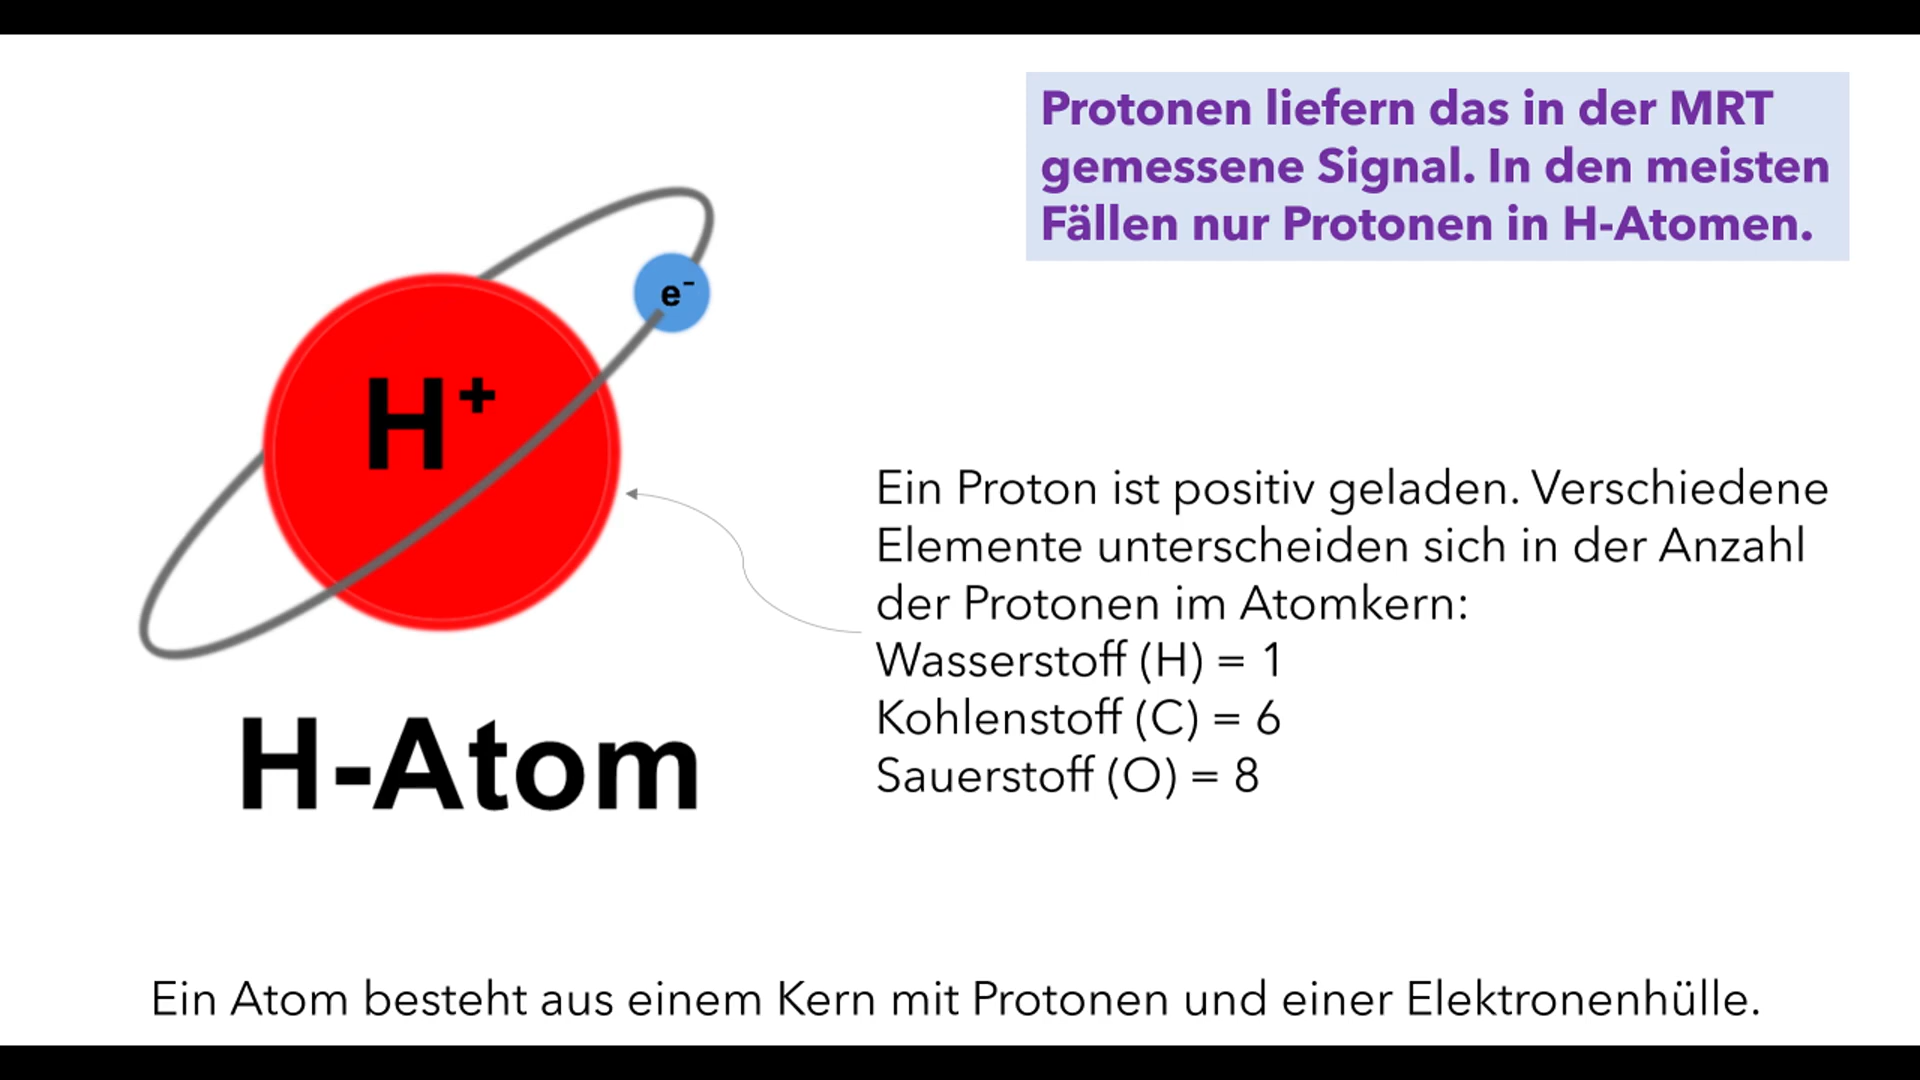 Protonen liefern das in der MRT
gemessene Signal. In den meisten
Fällen nur Protonen in H-Atomen.
e⁻
H⁺
Ein Proton ist positiv geladen. Verschiedene
Elemente unterscheiden sich in der Anzahl
der Protonen im Atomkern:
Wasserstoff (H) = 1
Kohlenstoff (C) = 6
Sauerstoff (O) = 8
H-Atom
Ein Atom besteht aus einem Kern mit Protonen und einer Elektronenhülle.